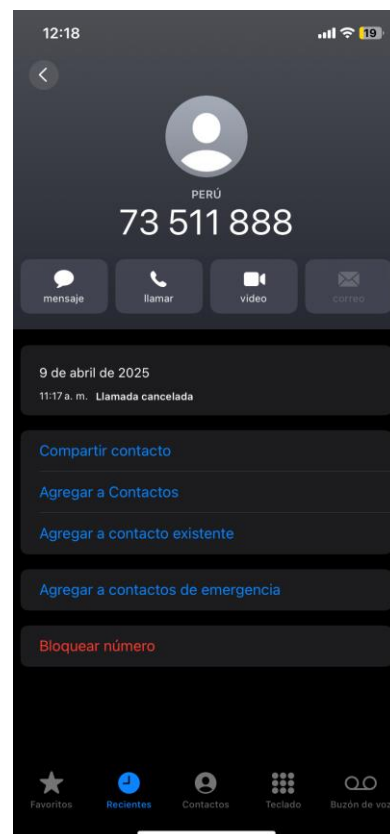 12:18
19
PERÚ
73 511 888
mensaje
llamar
video
correo
9 de abril de 2025
11:17 a. m. Llamada cancelada
Compartir contacto
Agregar a Contactos
Agregar a contacto existente
Agregar a contactos de emergencia
Bloquear número
Favoritos
Recientes
Contactos
Teclado
Buzón de voz